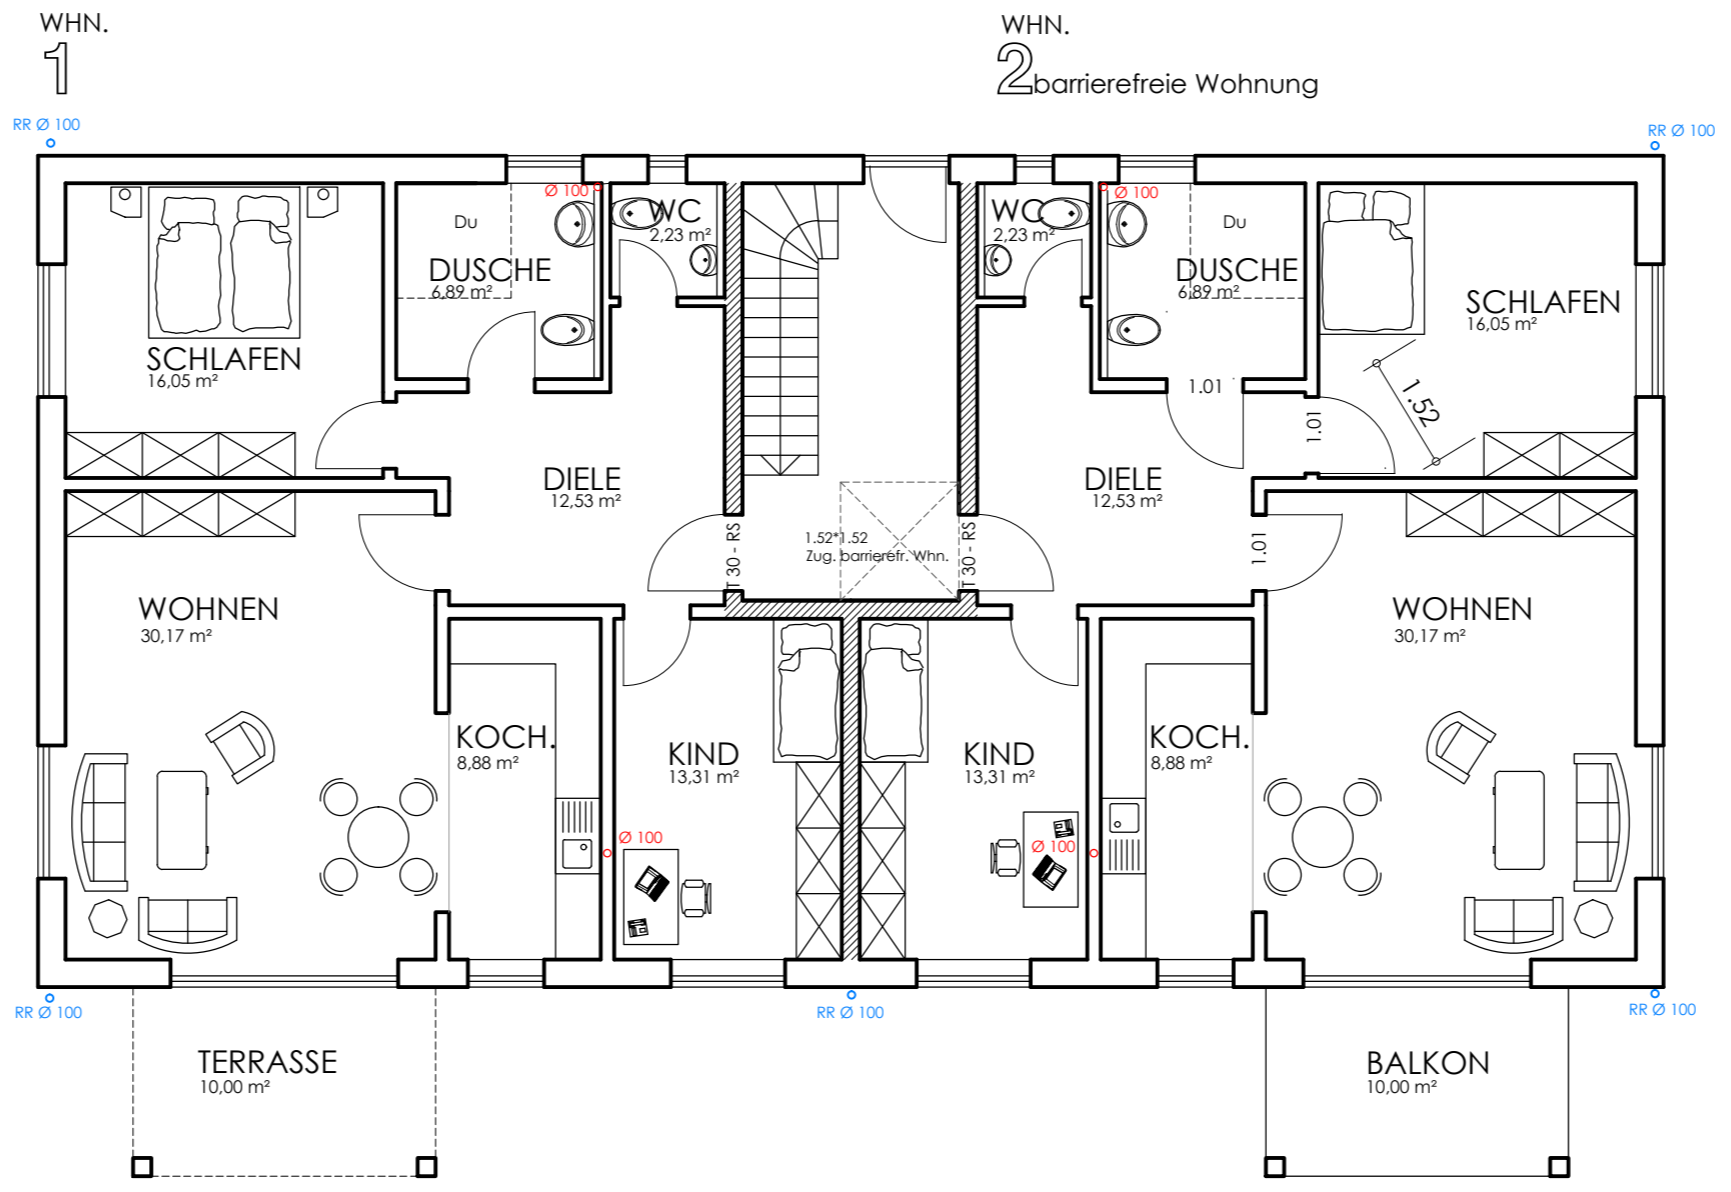 WHN.
1
WHN.
2 barrierefreie Wohnung
RR Ø 100
RR Ø 100
Ø 100
Ø 100
Du
WC
2,23 m²
WC
2,23 m²
Du
DUSCHE
6,89 m²
DUSCHE
6,89 m²
SCHLAFEN
16,05 m²
SCHLAFEN
16,05 m²
1.01
1.52
1.01
DIELE
12,53 m²
DIELE
12,53 m²
T 30 - RS
1.52*1.52
Zug. barrierefr. Whn.
T 30 - RS
1.01
WOHNEN
30,17 m²
WOHNEN
30,17 m²
KOCH.
8,88 m²
KIND
13,31 m²
KIND
13,31 m²
KOCH.
8,88 m²
Ø 100
Ø 100
RR Ø 100
RR Ø 100
RR Ø 100
TERRASSE
10,00 m²
BALKON
10,00 m²